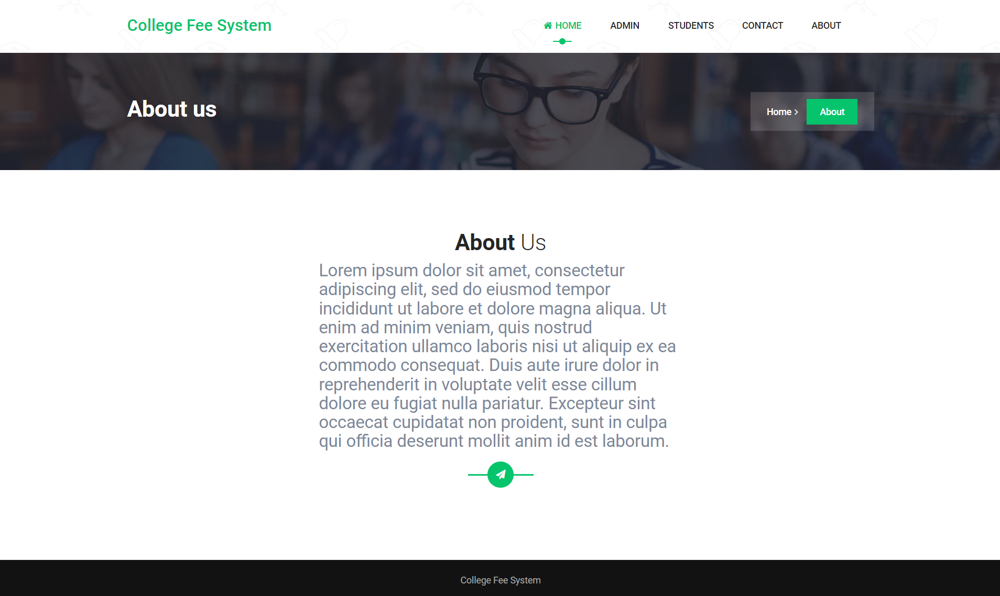 College Fee System
HOME ADMIN STUDENTS CONTACT ABOUT
About us
Home About
About Us
Lorem ipsum dolor sit amet, consectetur
adipiscing elit, sed do eiusmod tempor
incididunt ut labore et dolore magna aliqua. Ut
enim ad minim veniam, quis nostrud
exercitation ullamco laboris nisi ut aliquip ex ea
commodo consequat. Duis aute irure dolor in
reprehenderit in voluptate velit esse cillum
dolore eu fugiat nulla pariatur. Excepteur sint
occaecat cupidatat non proident, sunt in culpa
qui officia deserunt mollit anim id est laborum.
College Fee System